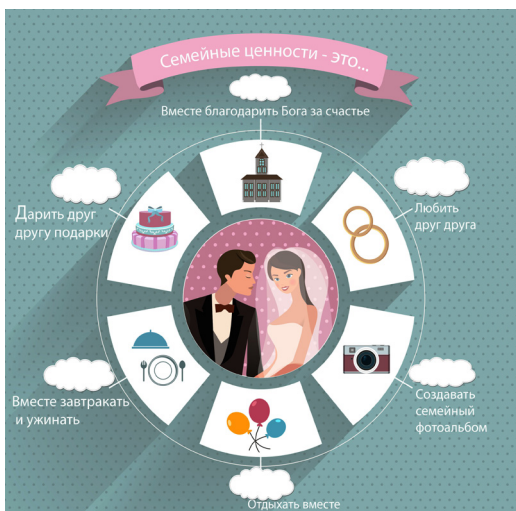 Семейные ценности - это...
Вместе благодарить Бога за счастье
Любить
друг друга
Создавать
семейный
фотоальбом
Отдыхать вместе
Вместе завтракать
и ужинать
Дарить друг
другу подарки